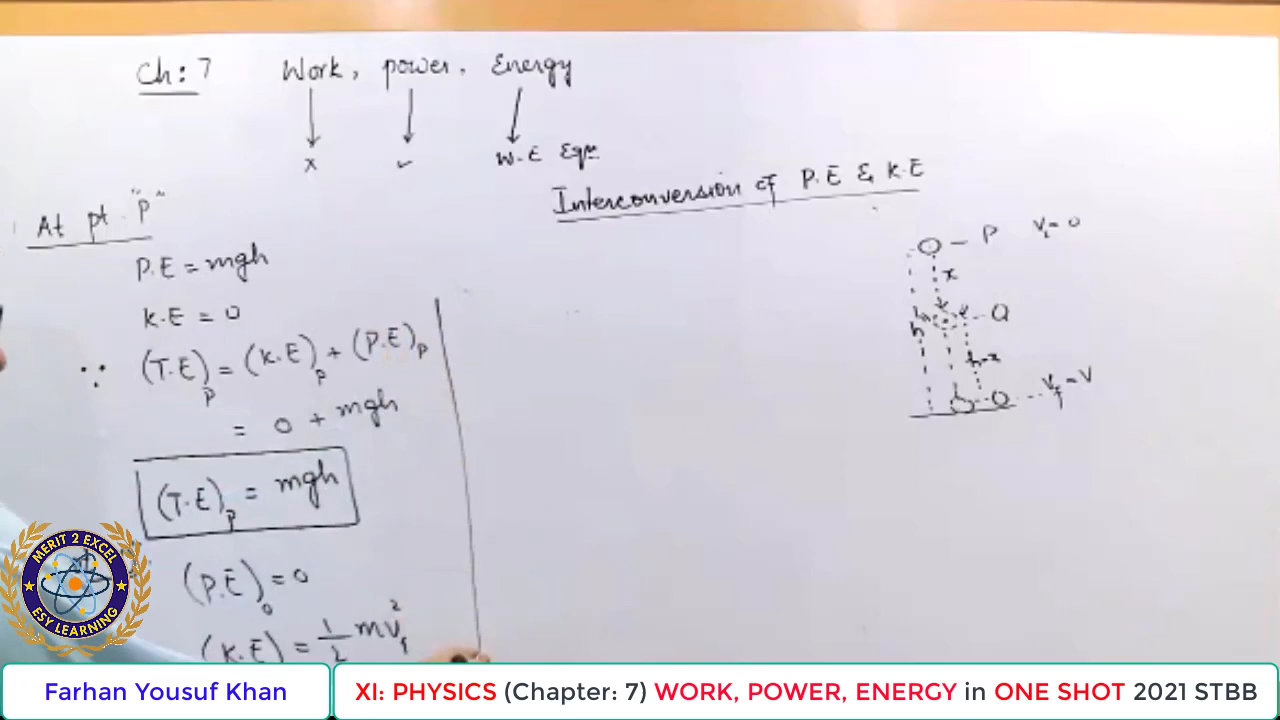 Ch: 7 Work, power, Energy
x ✓ W.E Eqn
Interconversion of P.E & K.E
At pt. "P"
P.E = mgh
K.E = 0
∵ (T.E)p = (K.E)p + (P.E)p
= 0 + mgh
(T.E)p = mgh
(P.E)o = 0
(K.E) = 1/2 mvf²
P Vi = 0
x
h Q
h-x
O Vf = V
MERIT 2 EXCEL
ESY LEARNING
Farhan Yousuf Khan
XI: PHYSICS (Chapter: 7) WORK, POWER, ENERGY in ONE SHOT 2021 STBB